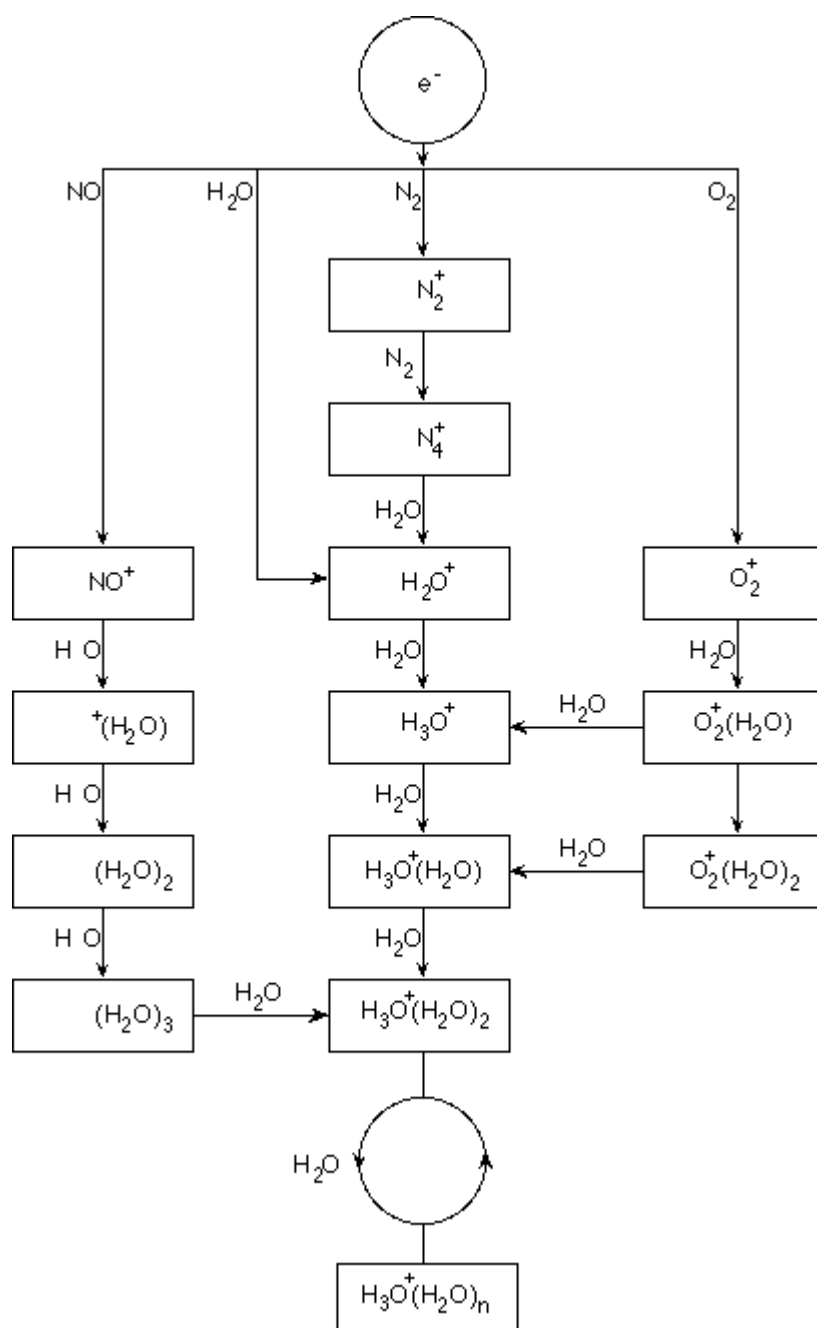 e⁻
NO H₂O N₂ O₂
N₂⁺
N₂
N₄⁺
H₂O
NO⁺ H₂O⁺ O₂⁺
H O H₂O H₂O
⁺(H₂O) H₃O⁺ H₂O O₂⁺(H₂O)
H O H₂O
(H₂O)₂ H₃O⁺(H₂O) H₂O O₂⁺(H₂O)₂
H O H₂O
(H₂O)₃ H₂O H₃O⁺(H₂O)₂
H₂O
H₃O⁺(H₂O)ₙ